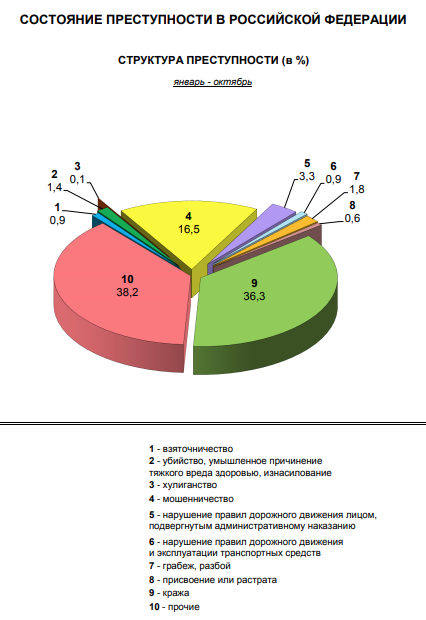 СОСТОЯНИЕ ПРЕСТУПНОСТИ В РОССИЙСКОЙ ФЕДЕРАЦИИ
СТРУКТУРА ПРЕСТУПНОСТИ (в %)
январь - октябрь
1
0,9
2
1,4
3
0,1
4
16,5
5
3,3
6
0,9
7
1,8
8
0,6
9
36,3
10
38,2
1 - взяточничество
2 - убийство, умышленное причинение
тяжкого вреда здоровью, изнасилование
3 - хулиганство
4 - мошенничество
5 - нарушение правил дорожного движения лицом,
подвергнутым административному наказанию
6 - нарушение правил дорожного движения
и эксплуатации транспортных средств
7 - грабеж, разбой
8 - присвоение или растрата
9 - кража
10 - прочие